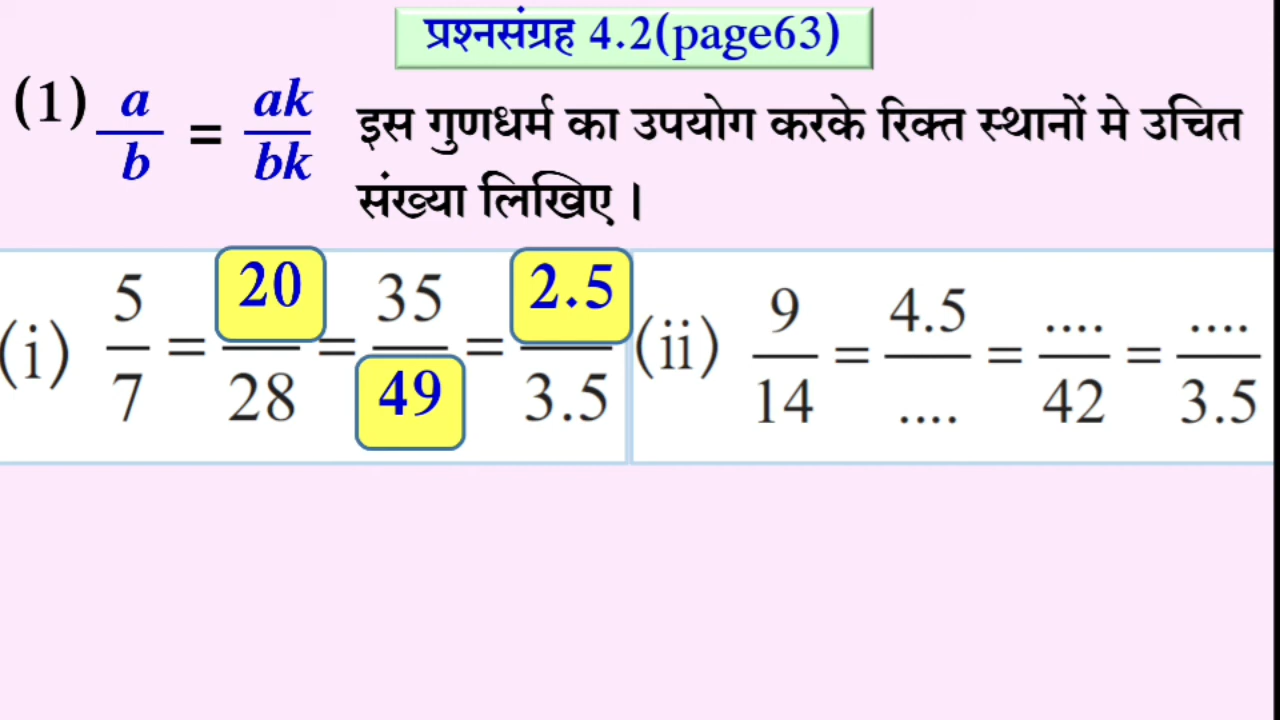 प्रश्नसंग्रह 4.2(page63)
(1) a/b = ak/bk इस गुणधर्म का उपयोग करके रिक्त स्थानों मे उचित
संख्या लिखिए ।
(i) 5/7 = 20/28 = 35/49 = 2.5/3.5
(ii) 9/14 = 4.5/.... = ..../42 = ..../3.5